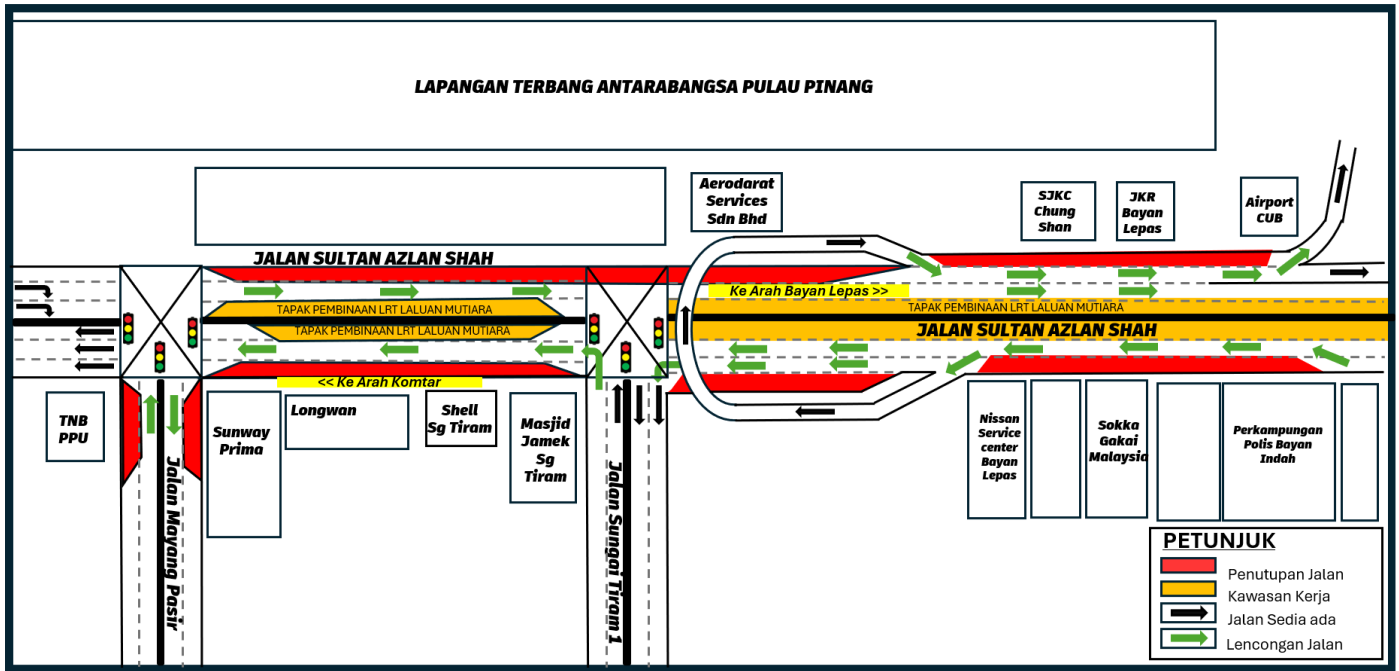 LAPANGAN TERBANG ANTARABANGSA PULAU PINANG
Aerodarat
Services
Sdn Bhd
SJKC
Chung
Shan
JKR
Bayan
Lepas
Airport
CUB
JALAN SULTAN AZLAN SHAH
Ke Arah Bayan Lepas >>
TAPAK PEMBINAAN LRT LALUAN MUTIARA
TAPAK PEMBINAAN LRT LALUAN MUTIARA
TAPAK PEMBINAAN LRT LALUAN MUTIARA
JALAN SULTAN AZLAN SHAH
<< Ke Arah Komtar
TNB
PPU
Jalan Mayang Pasir
Sunway
Prima
Longwan
Shell
Sg Tiram
Masjid
Jamek
Sg
Tiram
Jalan Sungai Tiram 1
Nissan
Service
center
Bayan
Lepas
Sokka
Gakai
Malaysia
Perkampungan
Polis Bayan
Indah
PETUNJUK
Penutupan Jalan
Kawasan Kerja
Jalan Sedia ada
Lencongan Jalan